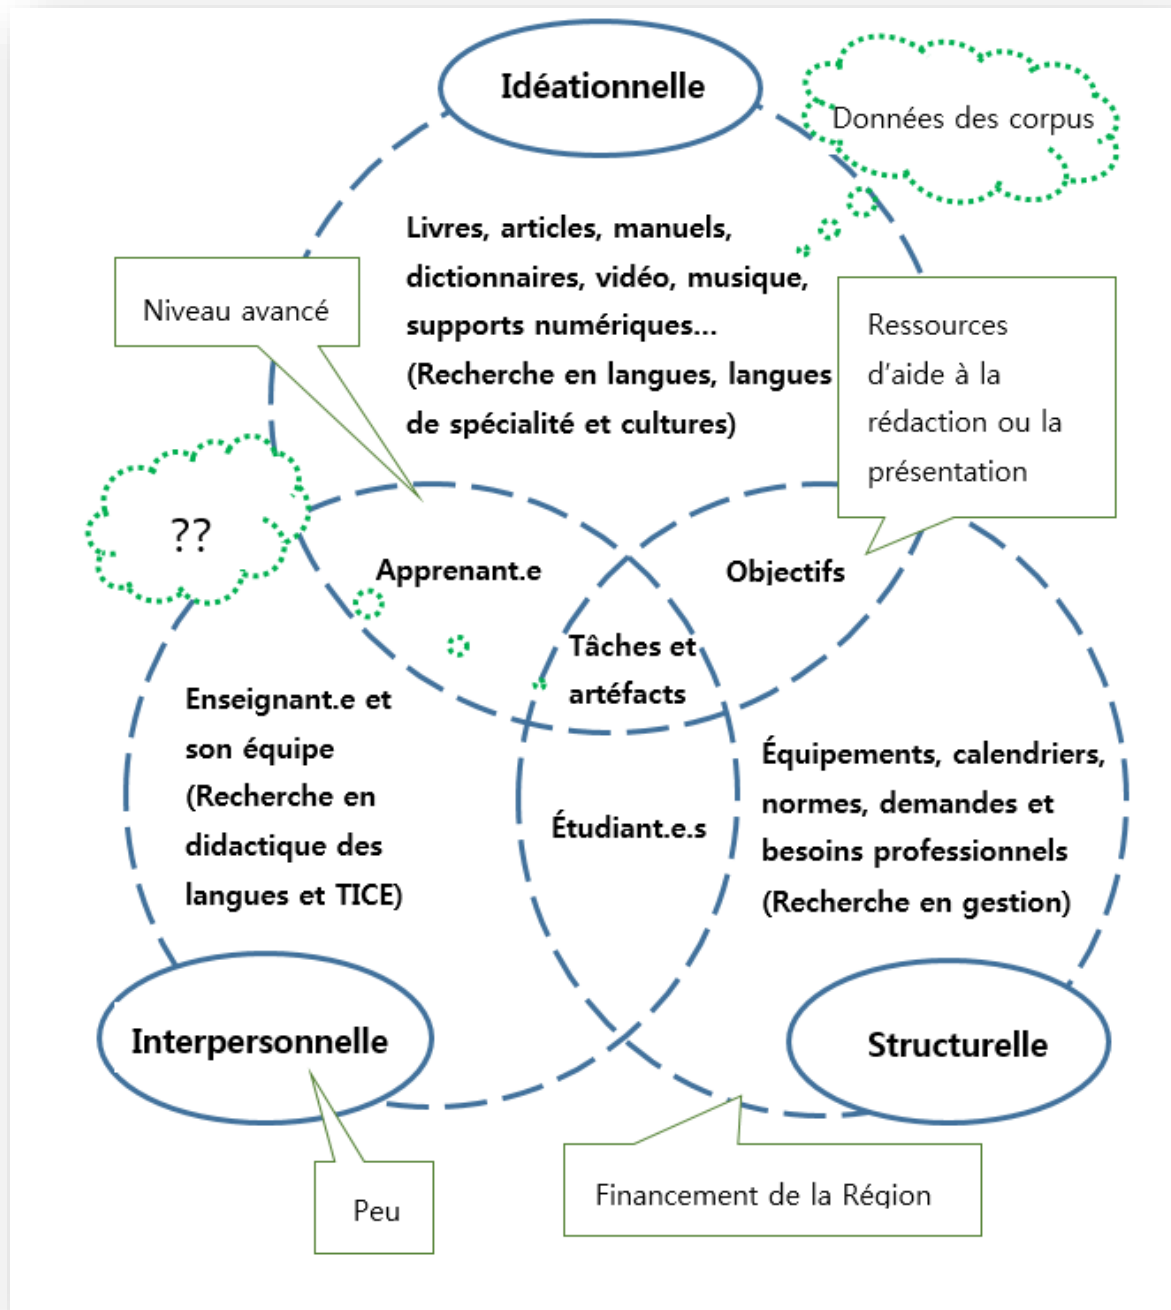 Idéationnelle
Données des corpus
Livres, articles, manuels,
dictionnaires, vidéo, musique,
supports numériques...
(Recherche en langues, langues
de spécialité et cultures)
Niveau avancé
Ressources
d'aide à la
rédaction ou la
présentation
??
Apprenant.e
Objectifs
Tâches et
artéfacts
Enseignant.e et
son équipe
(Recherche en
didactique des
langues et TICE)
Étudiant.e.s
Équipements, calendriers,
normes, demandes et
besoins professionnels
(Recherche en gestion)
Interpersonnelle
Structurelle
Peu
Financement de la Région